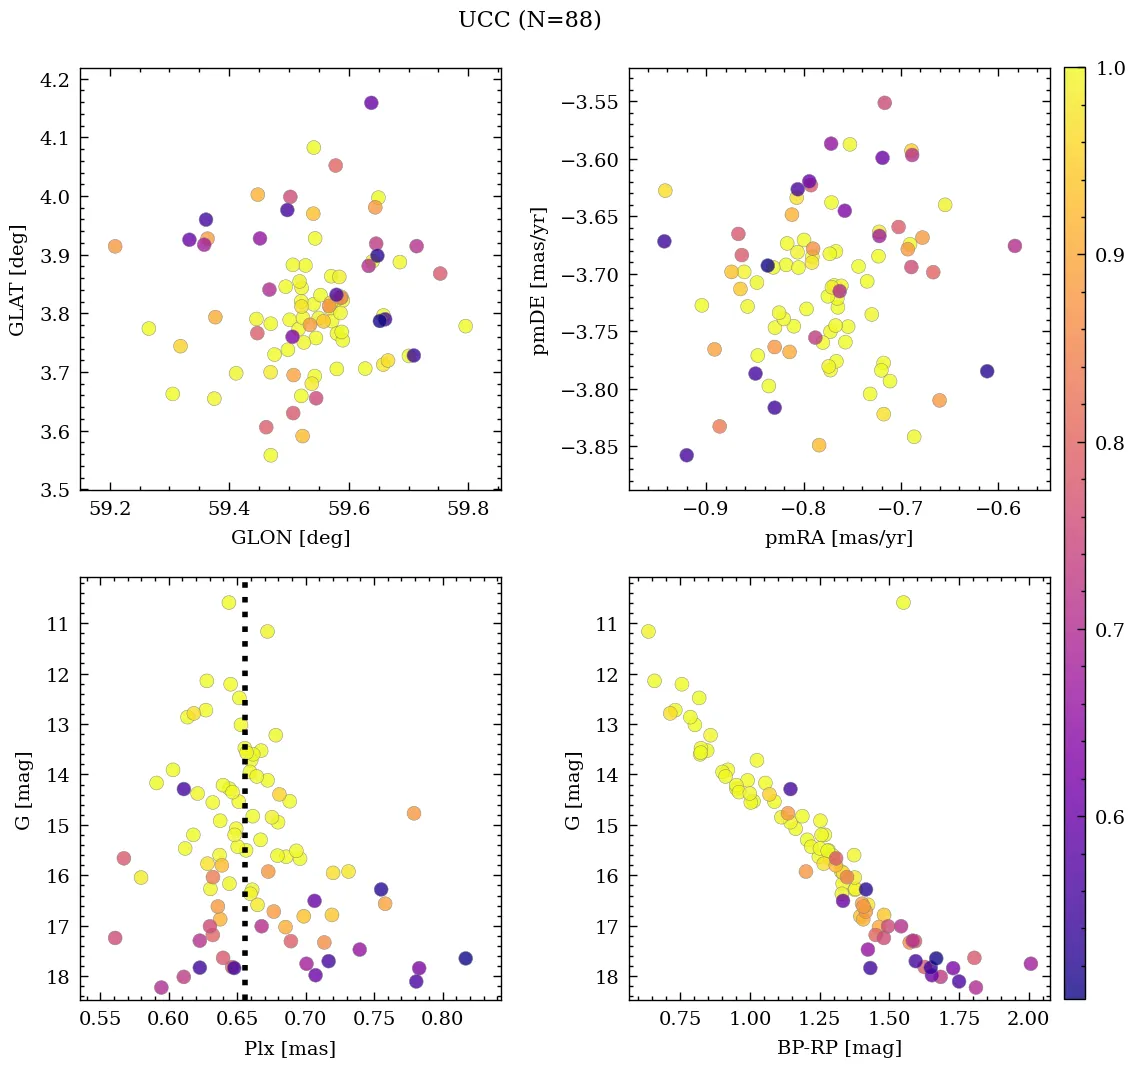 UCC (N=88)
4.2
4.1
4.0
3.9
3.8
3.7
3.6
3.5
GLAT [deg]
59.2 59.4 59.6 59.8
GLON [deg]
−3.55
−3.60
−3.65
−3.70
−3.75
−3.80
−3.85
pmDE [mas/yr]
−0.9 −0.8 −0.7 −0.6
pmRA [mas/yr]
1.0
0.9
0.8
0.7
0.6
11
12
13
14
15
16
17
18
G [mag]
0.55 0.60 0.65 0.70 0.75 0.80
Plx [mas]
11
12
13
14
15
16
17
18
G [mag]
0.75 1.00 1.25 1.50 1.75 2.00
BP-RP [mag]